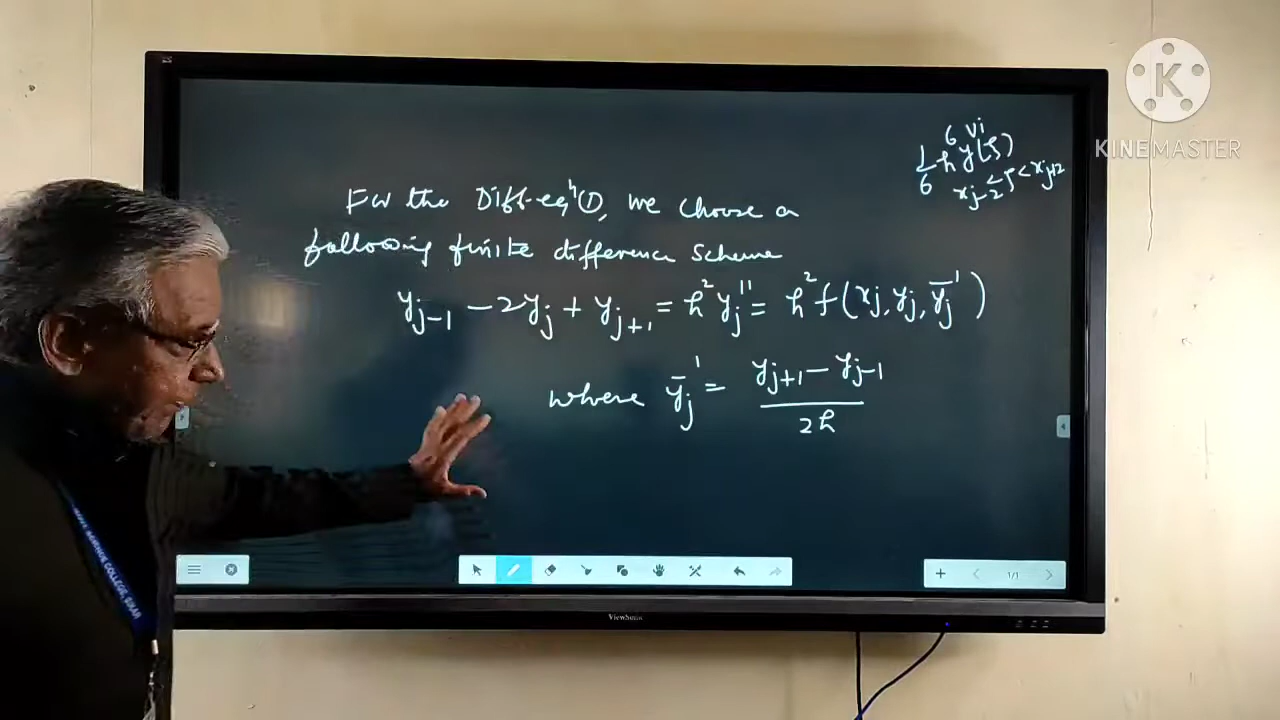 KINEMASTER
1/6 h⁶ y^vi(ξ)
x_{j-2} < ξ < x_{j+2}
For the Diff-eqⁿ ①, we choose a
following finite difference scheme
y_{j-1} - 2y_j + y_{j+1} = h² y_j'' = h² f(x_j, y_j, ȳ_j')
where ȳ_j' = (y_{j+1} - y_{j-1}) / 2h
1/1
ViewSonic